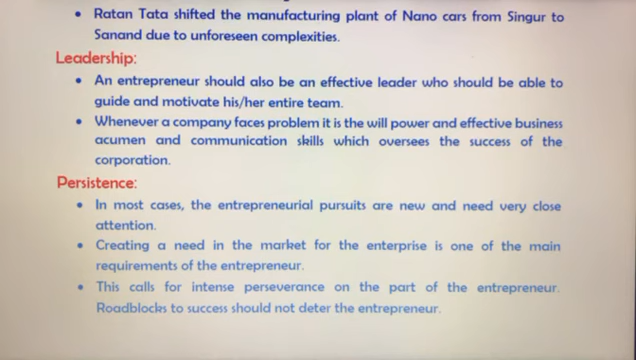 • Ratan Tata shifted the manufacturing plant of Nano cars from Singur to
Sanand due to unforeseen complexities.
Leadership:
• An entrepreneur should also be an effective leader who should be able to
guide and motivate his/her entire team.
• Whenever a company faces problem it is the will power and effective business
acumen and communication skills which oversees the success of the
corporation.
Persistence:
• In most cases, the entrepreneurial pursuits are new and need very close
attention.
• Creating a need in the market for the enterprise is one of the main
requirements of the entrepreneur.
• This calls for intense perseverance on the part of the entrepreneur.
Roadblocks to success should not deter the entrepreneur.